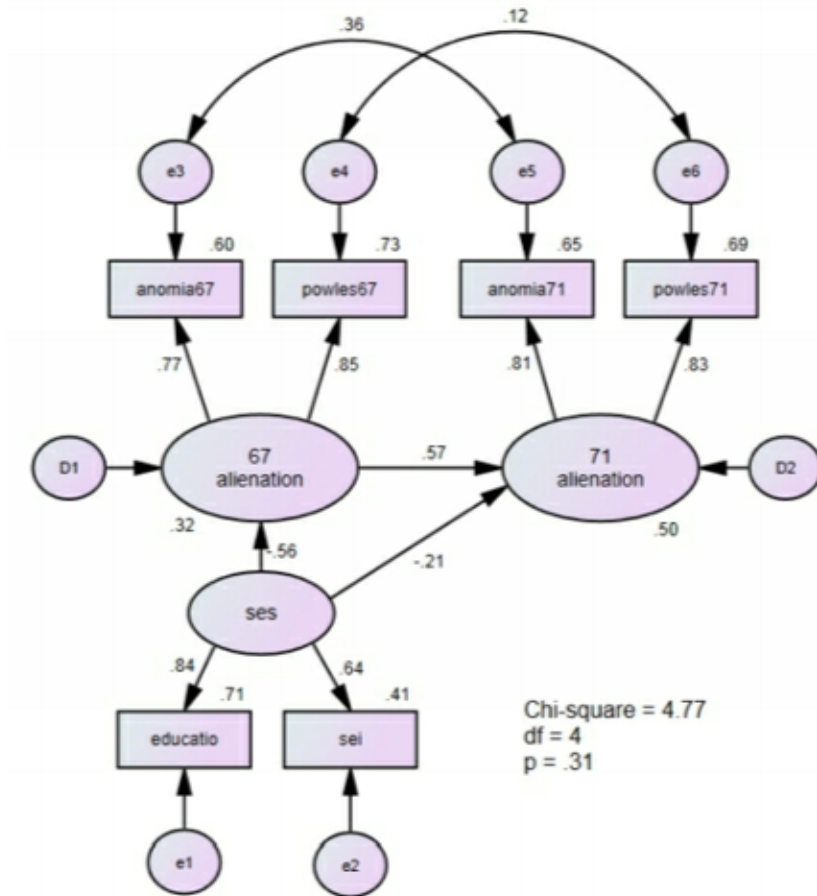 .36
.12
e3
e4
e5
e6
.60
.73
.65
.69
anomia67
powles67
anomia71
powles71
.77
.85
.81
.83
D1
67
alienation
.57
71
alienation
D2
.32
.50
-.56
-.21
ses
.84
.64
.71
.41
educatio
sei
Chi-square = 4.77
df = 4
p = .31
e1
e2